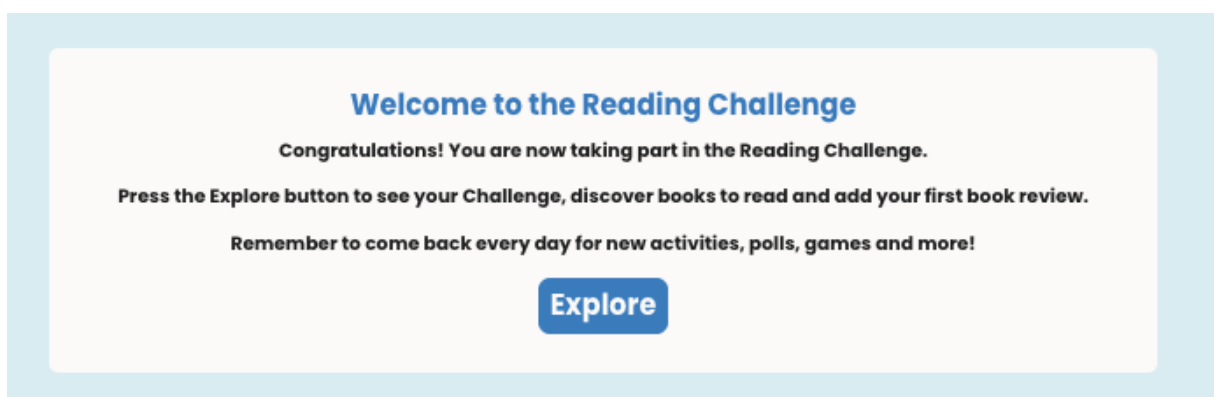 Welcome to the Reading Challenge
Congratulations! You are now taking part in the Reading Challenge.
Press the Explore button to see your Challenge, discover books to read and add your first book review.
Remember to come back every day for new activities, polls, games and more!
Explore